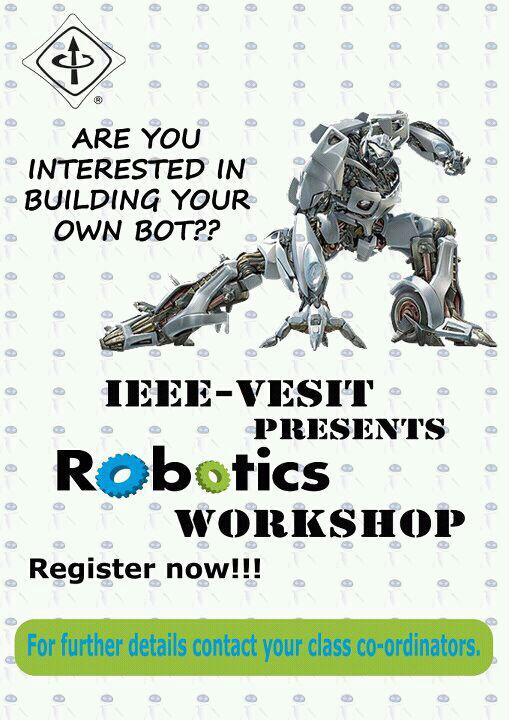 ®
ARE YOU
INTERESTED IN
BUILDING YOUR
OWN BOT??
IEEE-VESIT
PRESENTS
Robotics
WORKSHOP
Register now!!!
For further details contact your class co-ordinators.